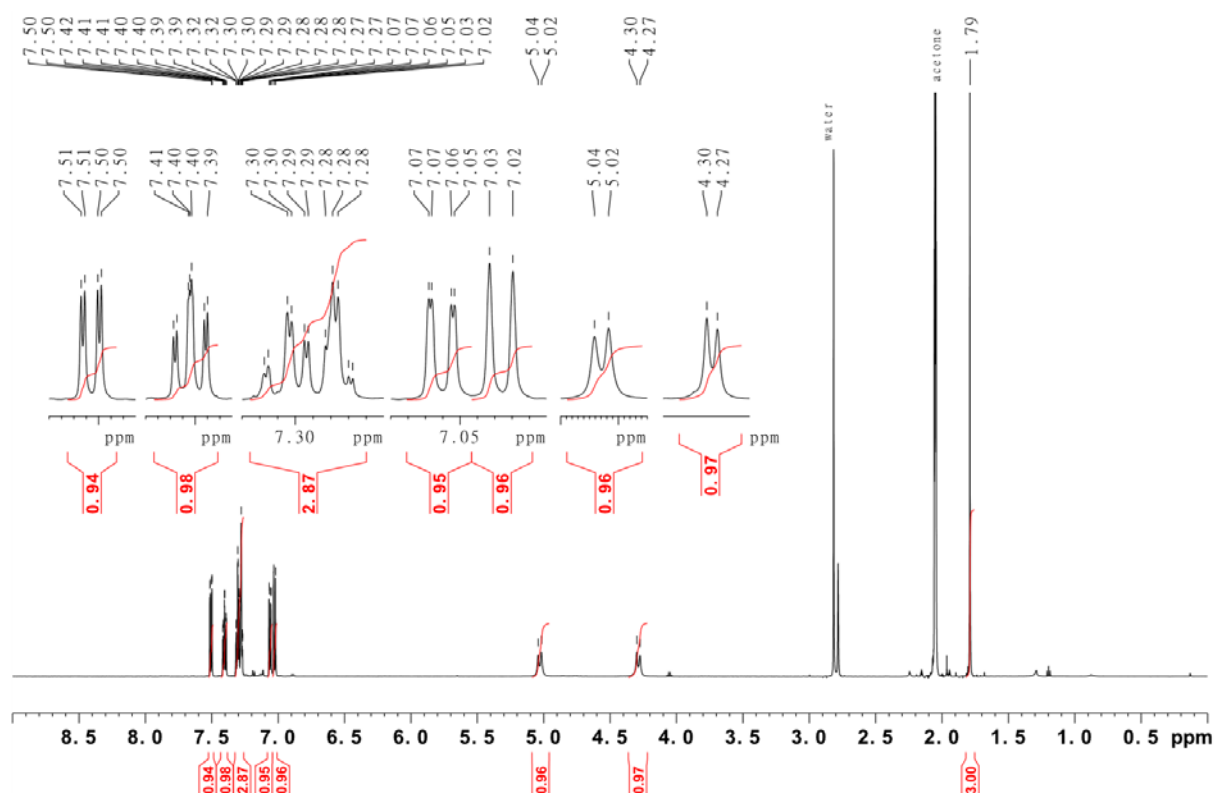 7.50 7.50 7.42 7.41 7.41 7.40 7.40 7.39 7.39 7.32 7.32 7.30 7.30 7.29 7.29 7.28 7.28 7.28 7.27 7.27 7.07 7.07 7.06 7.05 7.03 7.02 5.04 5.02 4.30 4.27 acetone 1.79
water
7.51 7.51 7.50 7.50 7.41 7.40 7.40 7.39 7.30 7.30 7.29 7.29 7.28 7.28 7.28 7.07 7.07 7.06 7.05 7.03 7.02 5.04 5.02 4.30 4.27
ppm ppm 7.30 ppm 7.05 ppm ppm ppm
0.94 0.98 2.87 0.95 0.96 0.96 0.97
8.5 8.0 7.5 7.0 6.5 6.0 5.5 5.0 4.5 4.0 3.5 3.0 2.5 2.0 1.5 1.0 0.5 ppm
0.94 0.98 2.87 0.95 0.96 0.96 0.97 3.00